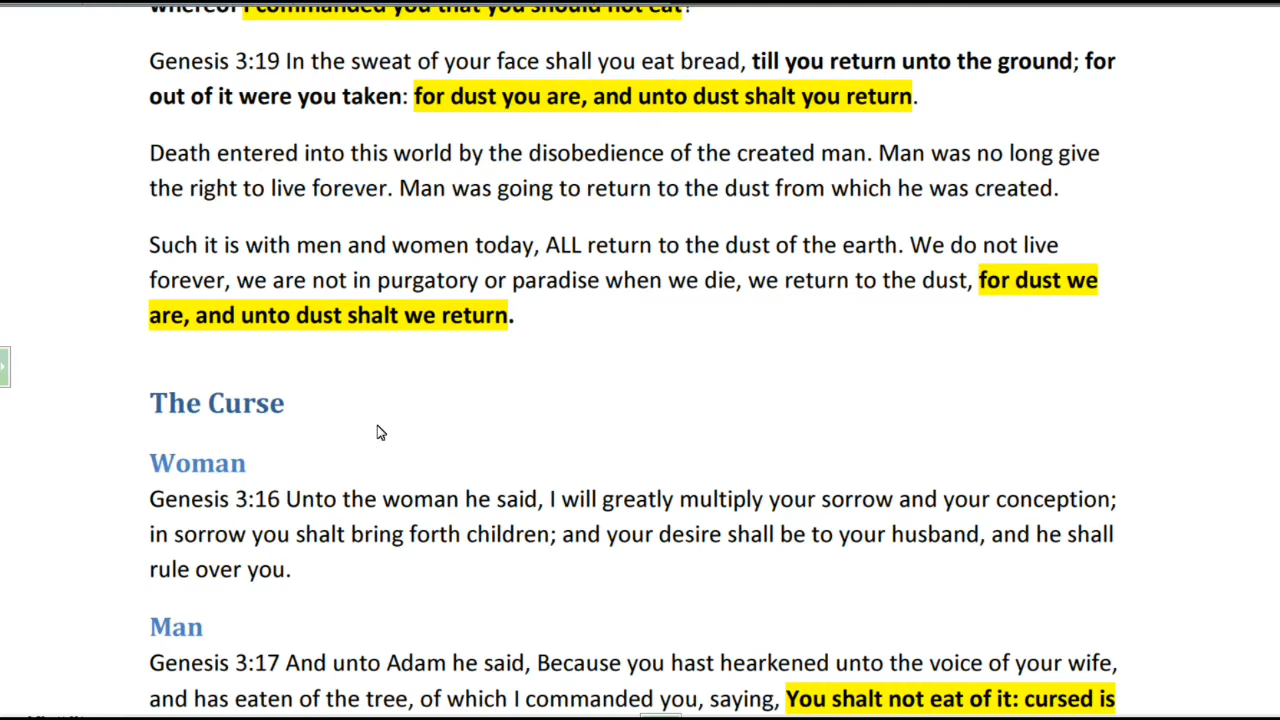 whereof I commanded you that you should not eat?
Genesis 3:19 In the sweat of your face shall you eat bread, till you return unto the ground; for
out of it were you taken: for dust you are, and unto dust shalt you return.
Death entered into this world by the disobedience of the created man. Man was no long give
the right to live forever. Man was going to return to the dust from which he was created.
Such it is with men and women today, ALL return to the dust of the earth. We do not live
forever, we are not in purgatory or paradise when we die, we return to the dust, for dust we
are, and unto dust shalt we return.
The Curse
Woman
Genesis 3:16 Unto the woman he said, I will greatly multiply your sorrow and your conception;
in sorrow you shalt bring forth children; and your desire shall be to your husband, and he shall
rule over you.
Man
Genesis 3:17 And unto Adam he said, Because you hast hearkened unto the voice of your wife,
and has eaten of the tree, of which I commanded you, saying, You shalt not eat of it: cursed is